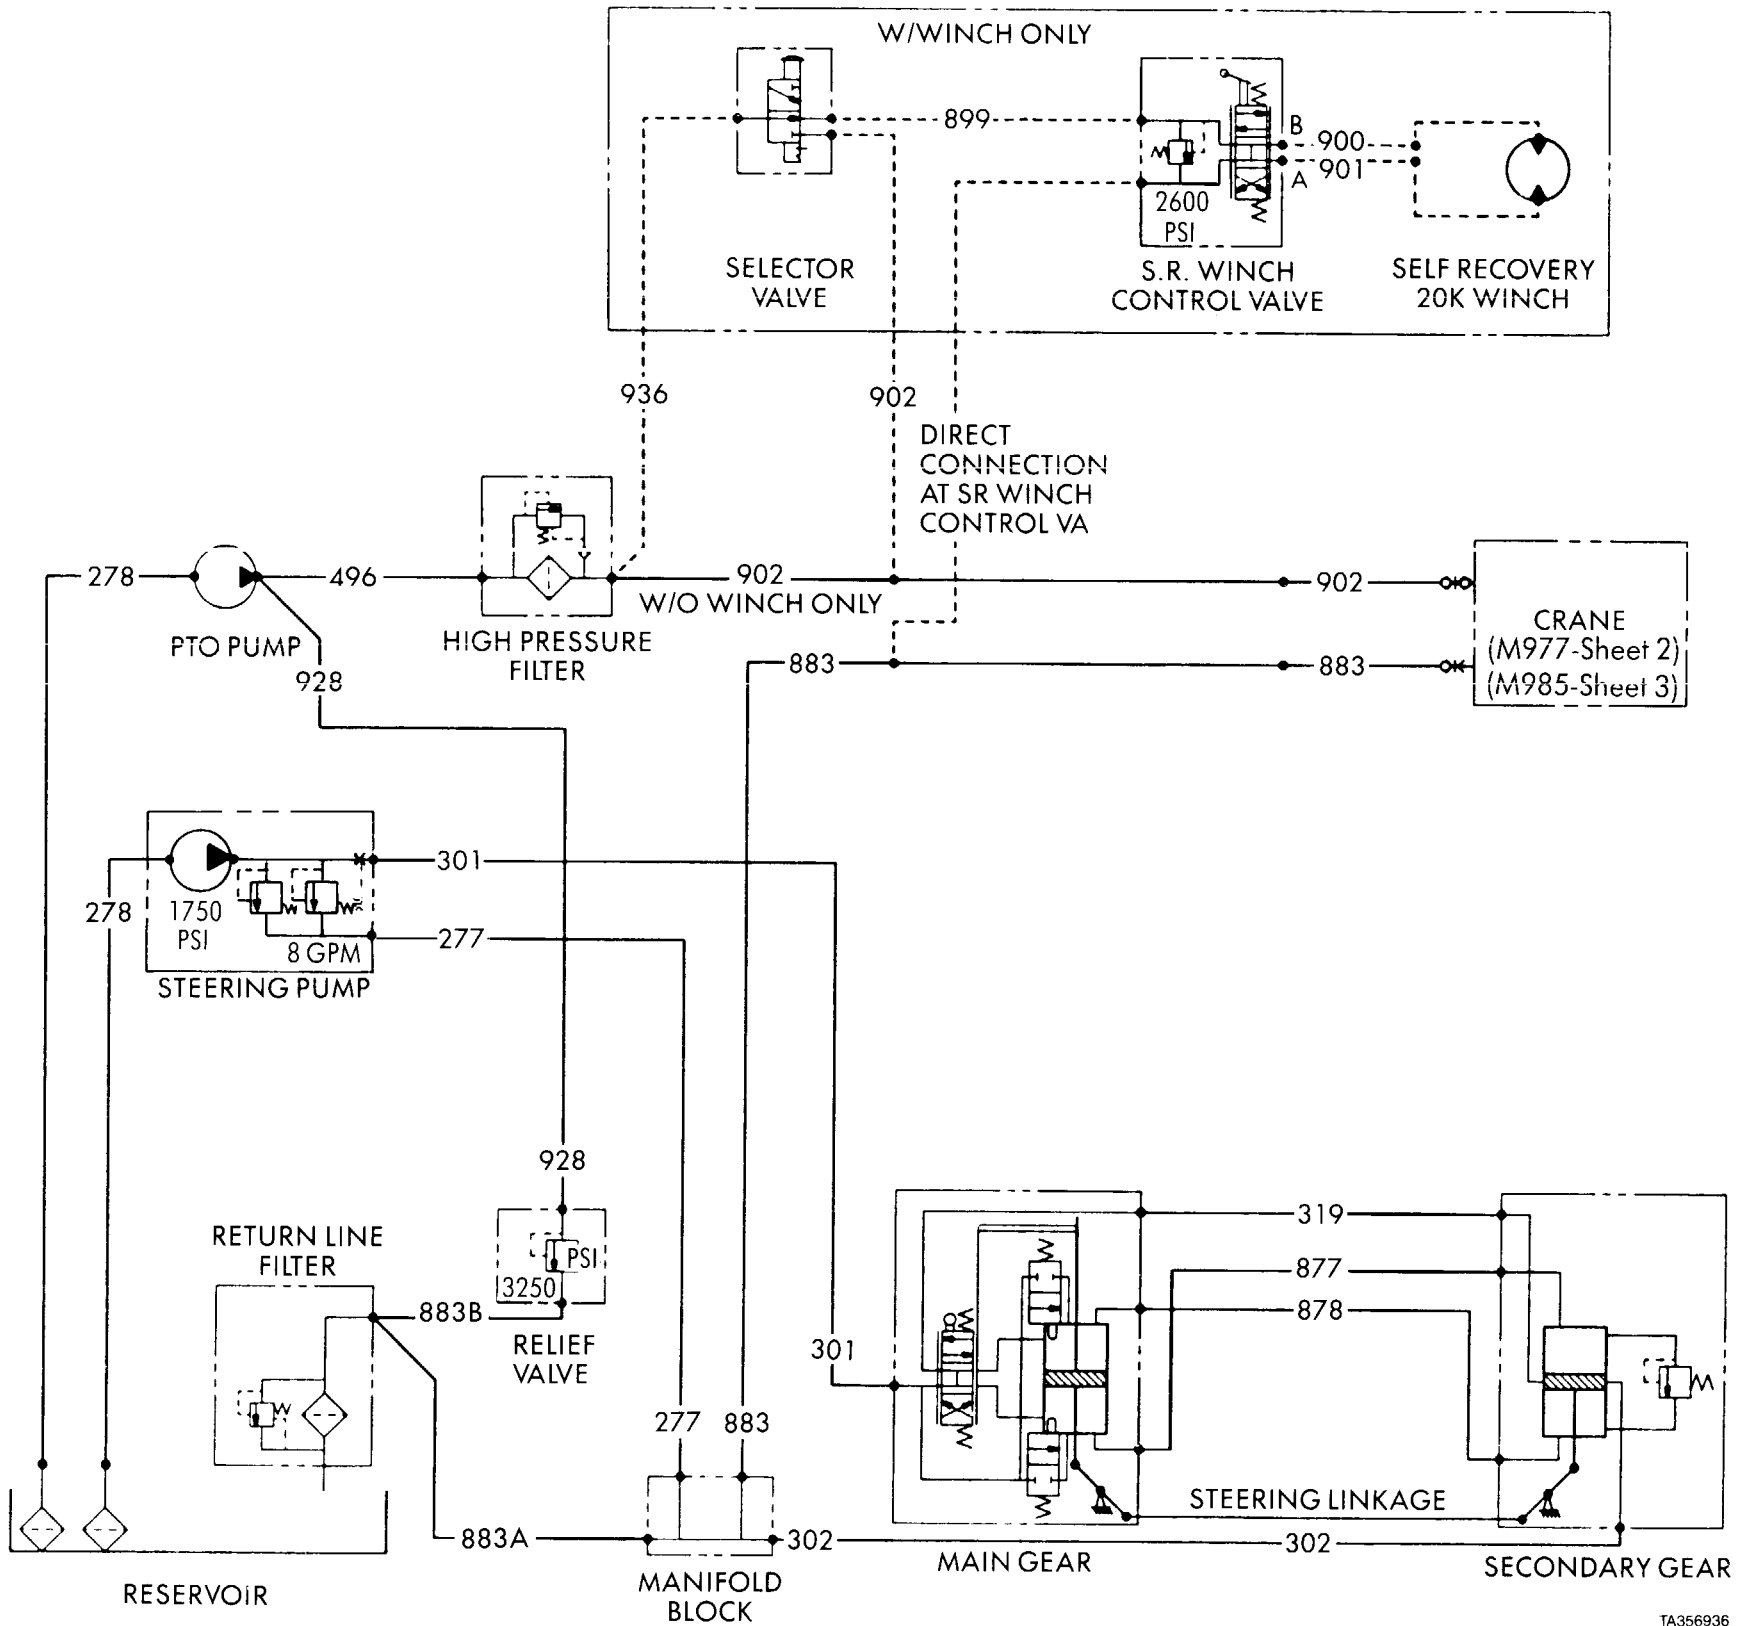 W/WINCH ONLY
899
B
900
901
A
2600
PSI
SELECTOR
VALVE
S.R. WINCH
CONTROL VALVE
SELF RECOVERY
20K WINCH
936
902
DIRECT
CONNECTION
AT SR WINCH
CONTROL VA
278
496
902
W/O WINCH ONLY
902
CRANE
(M977-Sheet 2)
(M985-Sheet 3)
PTO PUMP
HIGH PRESSURE
FILTER
883
883
928
301
278
1750
PSI
8 GPM
277
STEERING PUMP
928
RETURN LINE
FILTER
PSI
3250
883B
RELIEF
VALVE
319
877
878
301
277
883
STEERING LINKAGE
883A
302
302
MAIN GEAR
SECONDARY GEAR
RESERVOIR
MANIFOLD
BLOCK
TA356936